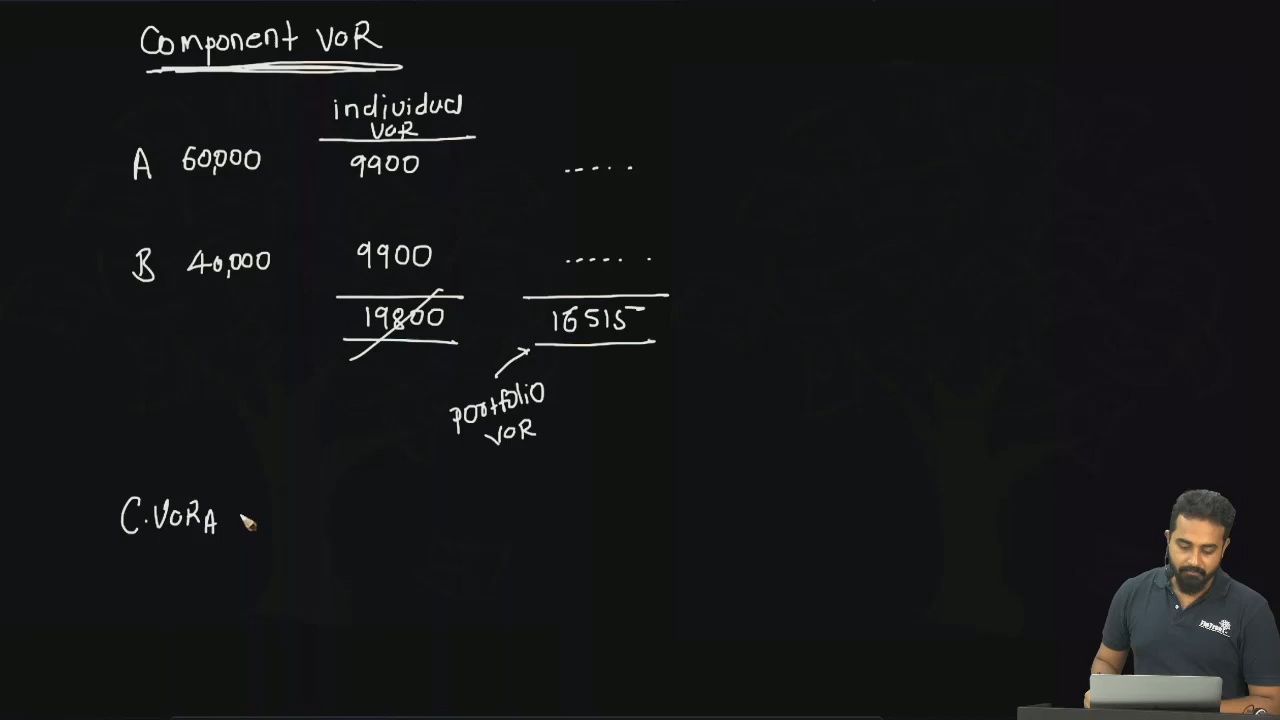 Component VaR
individual
VaR
A 60,000 9900 .....
B 40,000 9900 .....
19800 16515
portfolio
VaR
C.VaRA